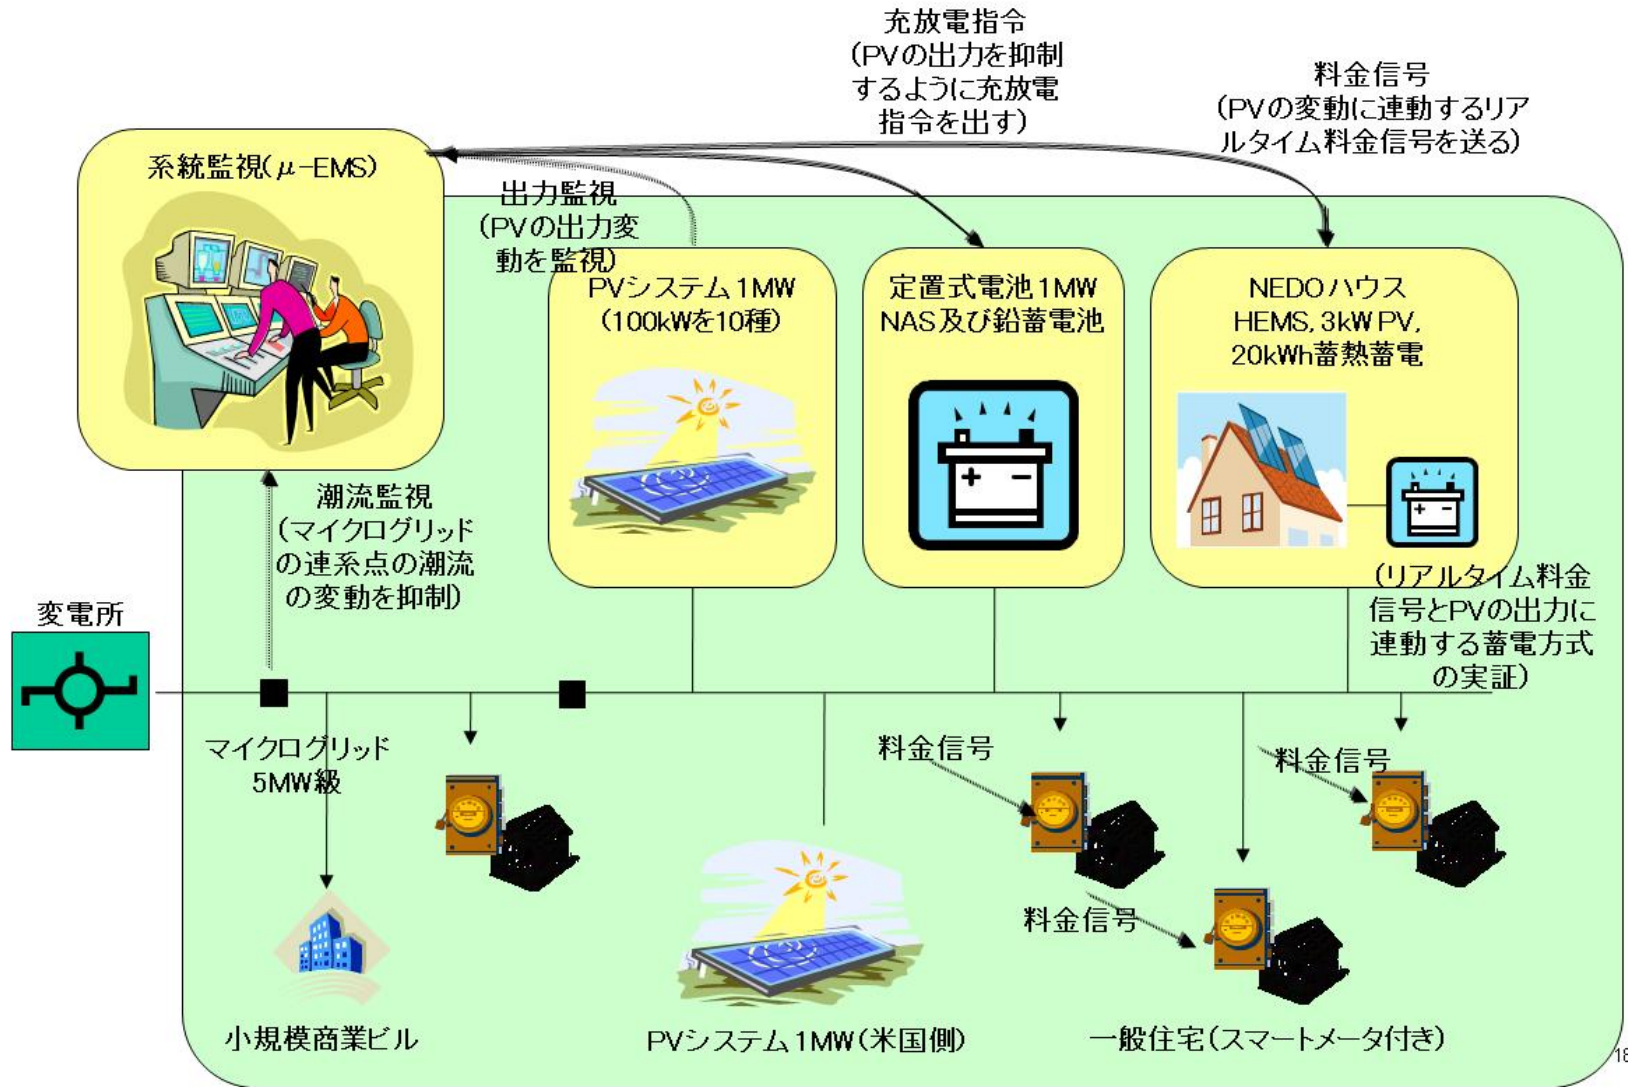 充放電指令
(PVの出力を抑制
するように充放電
指令を出す)
料金信号
(PVの変動に連動するリア
ルタイム料金信号を送る)
系統監視(μ-EMS)
出力監視
(PVの出力変
動を監視)
PVシステム1MW
(100kWを10種)
定置式電池1MW
NAS及び鉛蓄電池
NEDOハウス
HEMS, 3kW PV,
20kWh蓄熱蓄電
潮流監視
(マイクログリッド
の連系点の潮流
の変動を抑制)
(リアルタイム料金
信号とPVの出力に
連動する蓄電方式
の実証)
変電所
マイクログリッド
5MW級
料金信号
料金信号
料金信号
小規模商業ビル
PVシステム1MW(米国側)
一般住宅(スマートメータ付き)
18